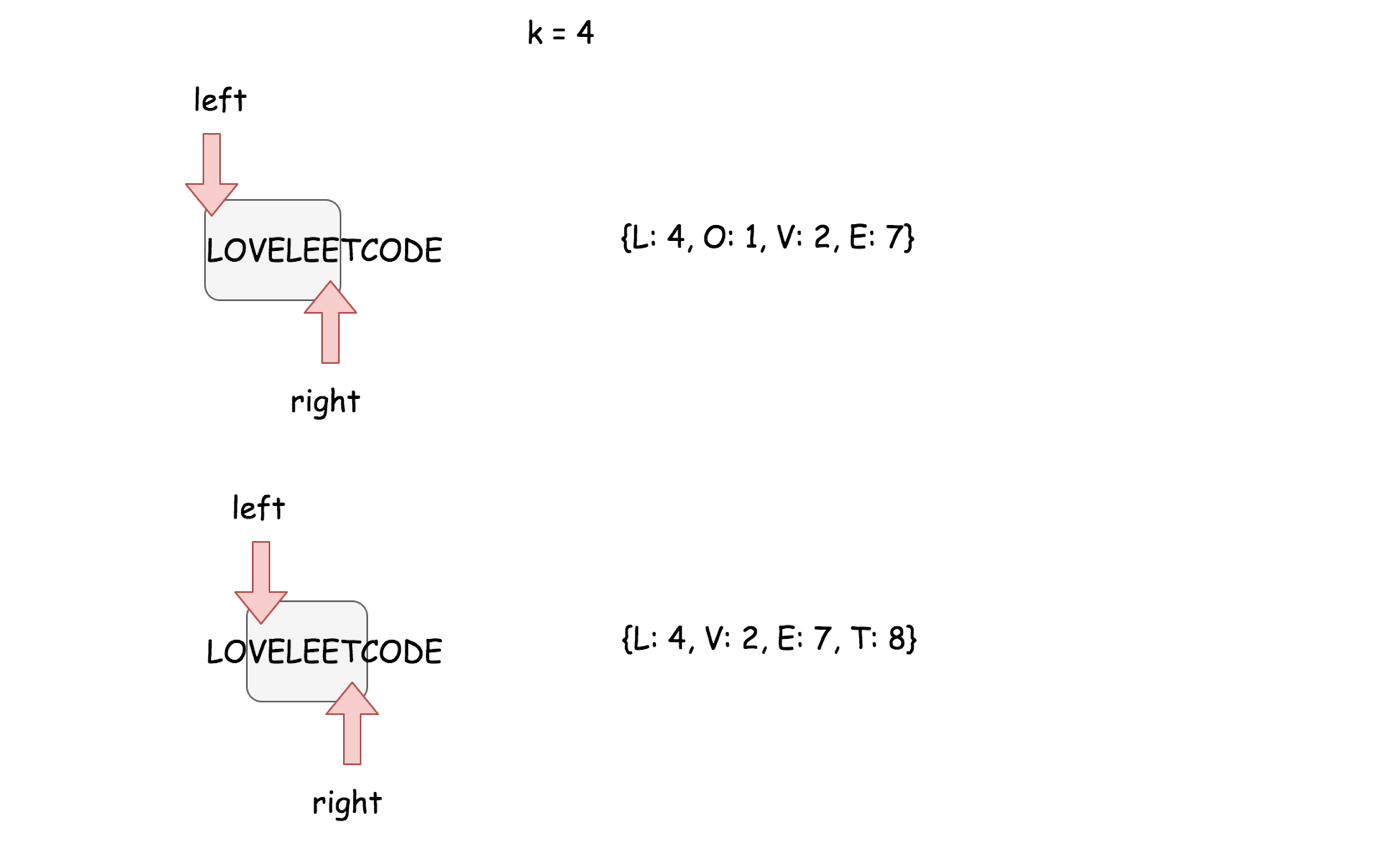 k = 4
left
LOVELEETCODE
{L: 4, O: 1, V: 2, E: 7}
right
left
LOVELEETCODE
{L: 4, V: 2, E: 7, T: 8}
right